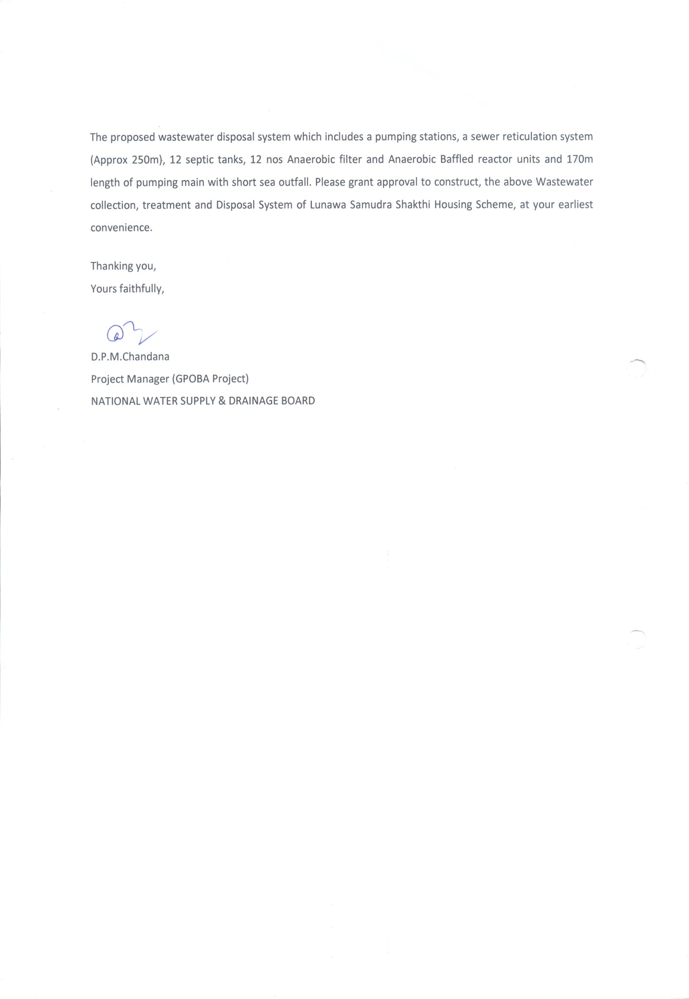 The proposed wastewater disposal system which includes a pumping stations, a sewer reticulation system
(Approx 250m), 12 septic tanks, 12 nos Anaerobic filter and Anaerobic Baffled reactor units and 170m
length of pumping main with short sea outfall. Please grant approval to construct, the above Wastewater
collection, treatment and Disposal System of Lunawa Samudra Shakthi Housing Scheme, at your earliest
convenience.
Thanking you,
Yours faithfully,
D.P.M.Chandana
Project Manager (GPOBA Project)
NATIONAL WATER SUPPLY & DRAINAGE BOARD